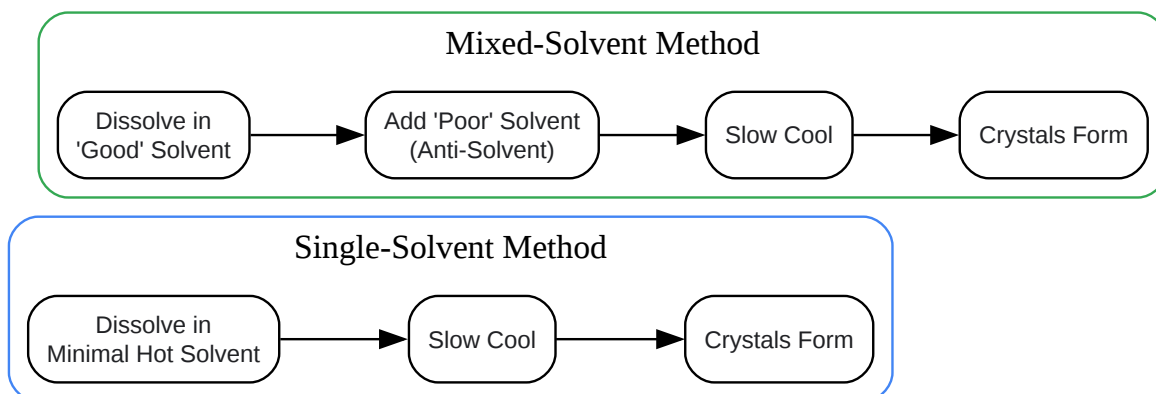 Mixed-Solvent Method
Dissolve in
'Good' Solvent
Add 'Poor' Solvent
(Anti-Solvent)
Slow Cool
Crystals Form
Single-Solvent Method
Dissolve in
Minimal Hot Solvent
Slow Cool
Crystals Form